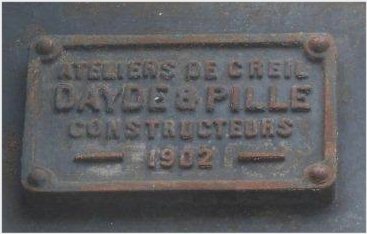 ATELIERS DE CREIL
DAYDE & PILLE
CONSTRUCTEURS
— 1902 —